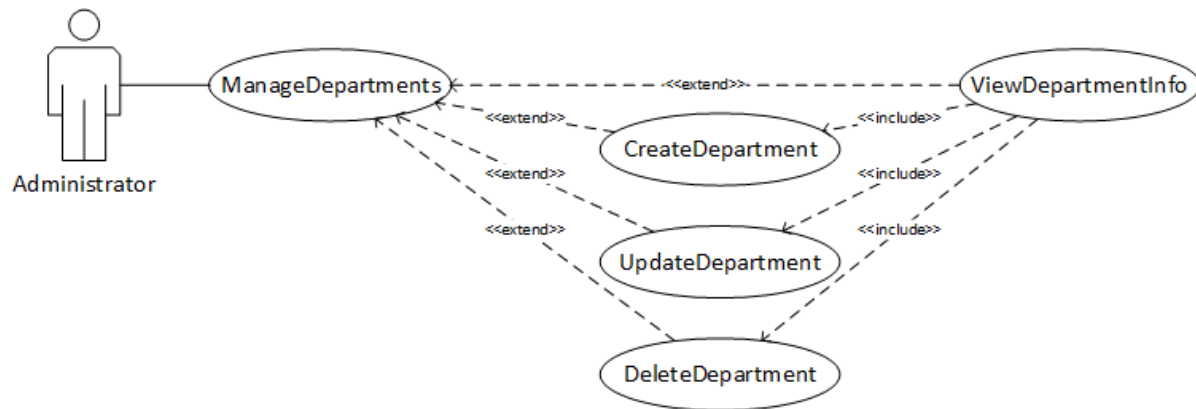 ManageDepartments
<<extend>>
ViewDepartmentInfo
<<extend>>
<<include>>
CreateDepartment
Administrator
<<extend>>
<<include>>
<<extend>>
<<include>>
UpdateDepartment
DeleteDepartment